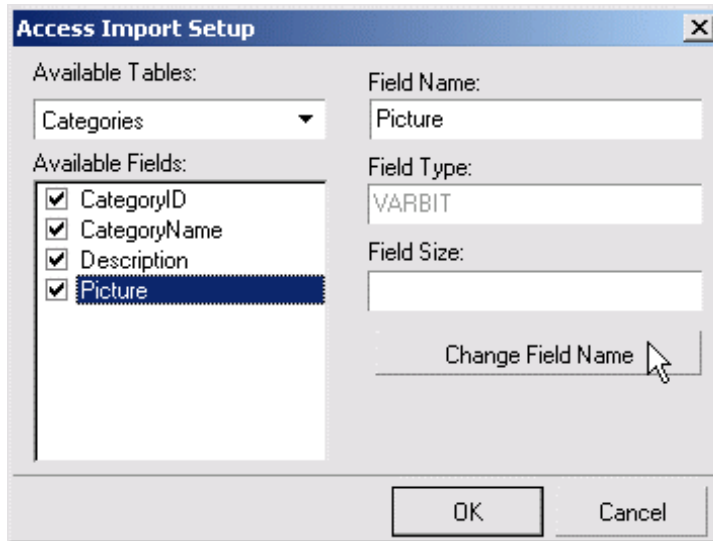 Access Import Setup
Available Tables:
Categories
Available Fields:
CategoryID
CategoryName
Description
Picture
Field Name:
Picture
Field Type:
VARBIT
Field Size:
Change Field Name
OK
Cancel